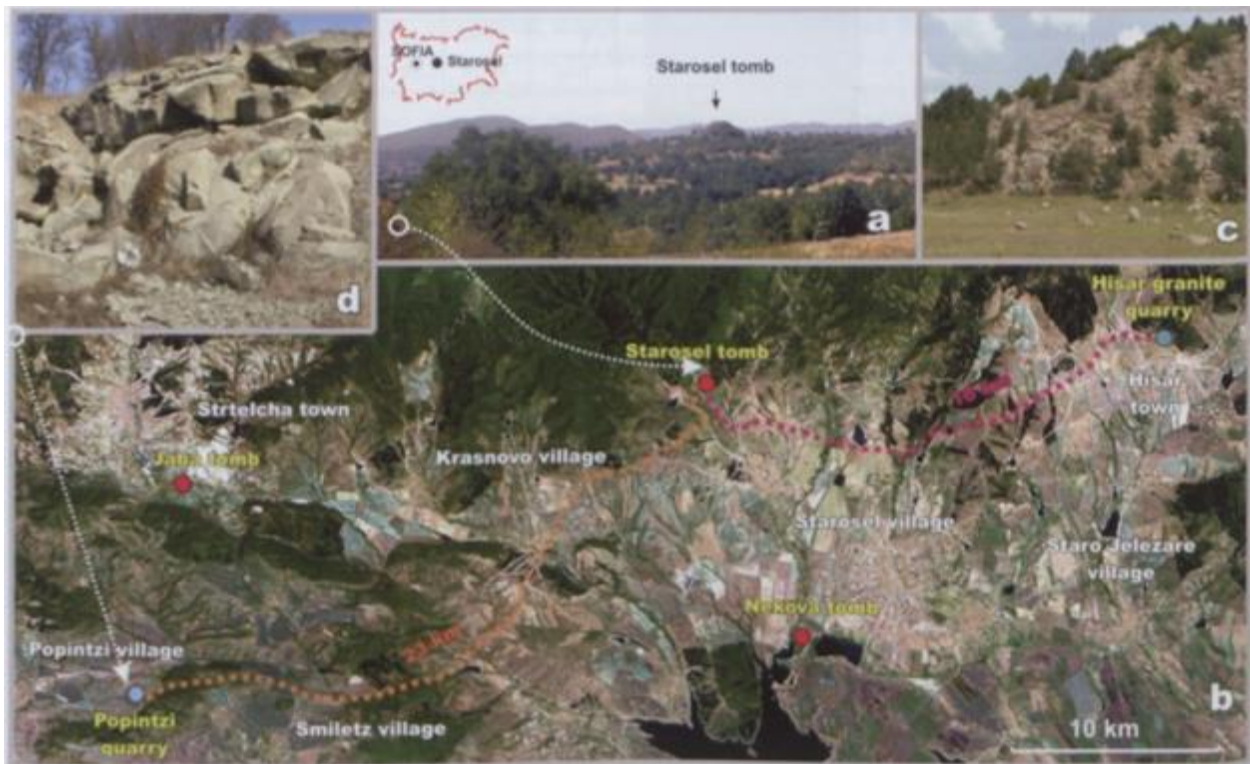 SOFIA
Starosel
Starosel tomb
a
c
d
Hisar granite
quarry
Starosel tomb
Hisar
town
Strtelcha town
Jaba tomb
Krasnovo village
Starosel village
Staro Jelezare
village
Nekova tomb
Popintzi village
Popintzi
quarry
Smiletz village
b
10 km